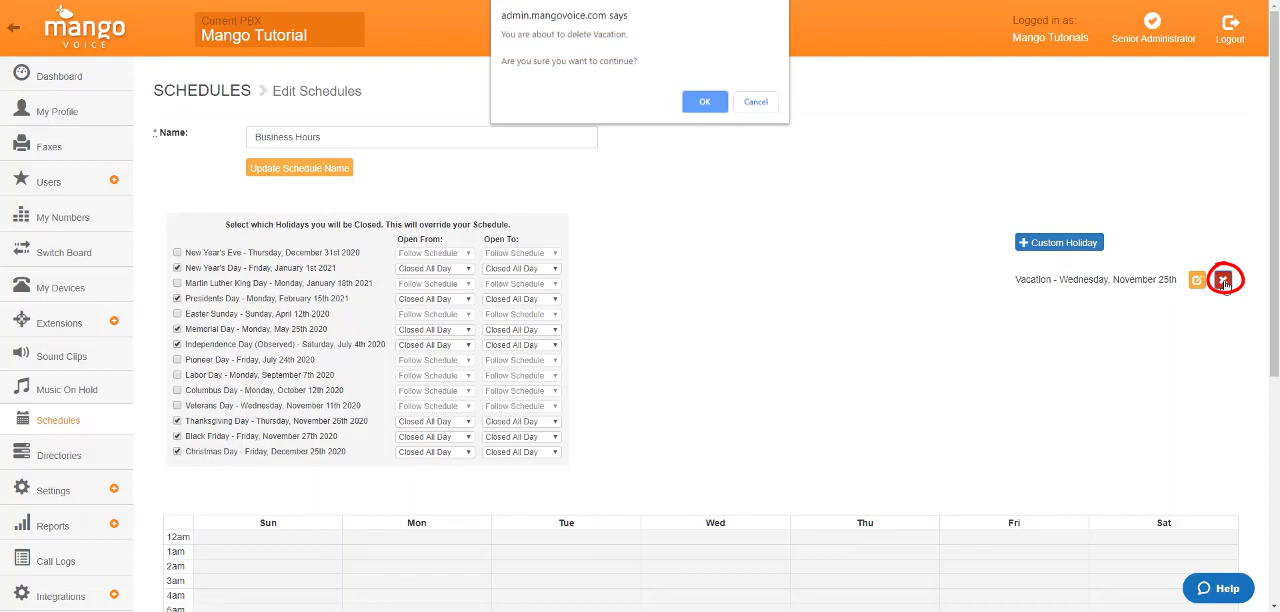 mango
VOICE
Current PBX
Mango Tutorial
admin.mangovoice.com says
You are about to delete Vacation.
Are you sure you want to continue?
OK
Cancel
Logged in as:
Mango Tutorials
Senior Administrator
Logout
Dashboard
My Profile
Faxes
Users
My Numbers
Switch Board
My Devices
Extensions
Sound Clips
Music On Hold
Schedules
Directories
Settings
Reports
Call Logs
Integrations
SCHEDULES Edit Schedules
* Name:
Business Hours
Update Schedule Name
Select which Holidays you will be Closed. This will override your Schedule.
Open From: Open To:
New Year's Eve - Thursday, December 31st 2020 Follow Schedule Follow Schedule
New Year's Day - Friday, January 1st 2021 Closed All Day Closed All Day
Martin Luther King Day - Monday, January 18th 2021 Follow Schedule Follow Schedule
Presidents Day - Monday, February 15th 2021 Closed All Day Closed All Day
Easter Sunday - Sunday, April 12th 2020 Follow Schedule Follow Schedule
Memorial Day - Monday, May 25th 2020 Closed All Day Closed All Day
Independence Day (Observed) - Saturday, July 4th 2020 Closed All Day Closed All Day
Pioneer Day - Friday, July 24th 2020 Follow Schedule Follow Schedule
Labor Day - Monday, September 7th 2020 Follow Schedule Follow Schedule
Columbus Day - Monday, October 12th 2020 Follow Schedule Follow Schedule
Veterans Day - Wednesday, November 11th 2020 Follow Schedule Follow Schedule
Thanksgiving Day - Thursday, November 26th 2020 Closed All Day Closed All Day
Black Friday - Friday, November 27th 2020 Closed All Day Closed All Day
Christmas Day - Friday, December 25th 2020 Closed All Day Closed All Day
+ Custom Holiday
Vacation - Wednesday, November 25th
Sun Mon Tue Wed Thu Fri Sat
12am
1am
2am
3am
4am
5am
Help